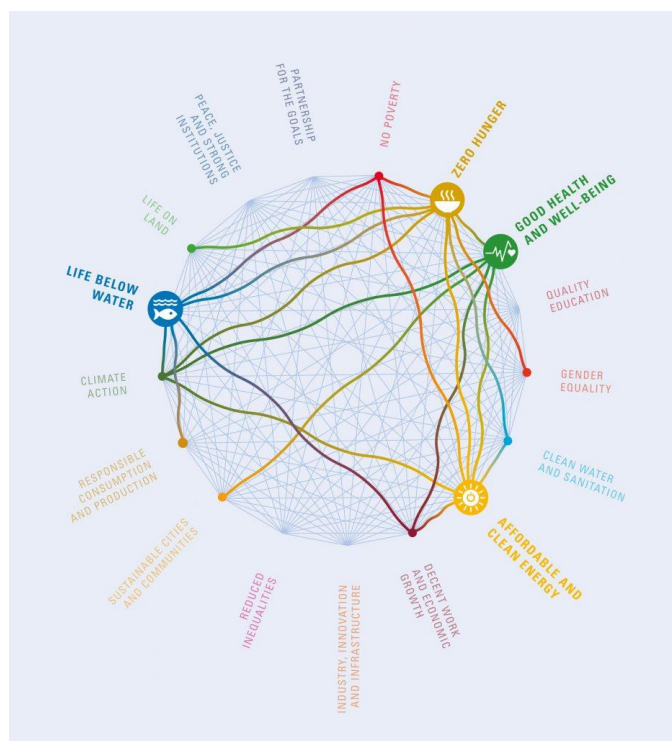 NO POVERTY
ZERO HUNGER
GOOD HEALTH
AND WELL-BEING
QUALITY
EDUCATION
GENDER
EQUALITY
CLEAN WATER
AND SANITATION
AFFORDABLE AND
CLEAN ENERGY
DECENT WORK
AND ECONOMIC
GROWTH
INDUSTRY, INNOVATION
AND INFRASTRUCTURE
REDUCED
INEQUALITIES
SUSTAINABLE CITIES
AND COMMUNITIES
RESPONSIBLE
CONSUMPTION
AND PRODUCTION
CLIMATE
ACTION
LIFE BELOW
WATER
LIFE ON
LAND
PEACE, JUSTICE
AND STRONG
INSTITUTIONS
PARTNERSHIP
FOR THE GOALS